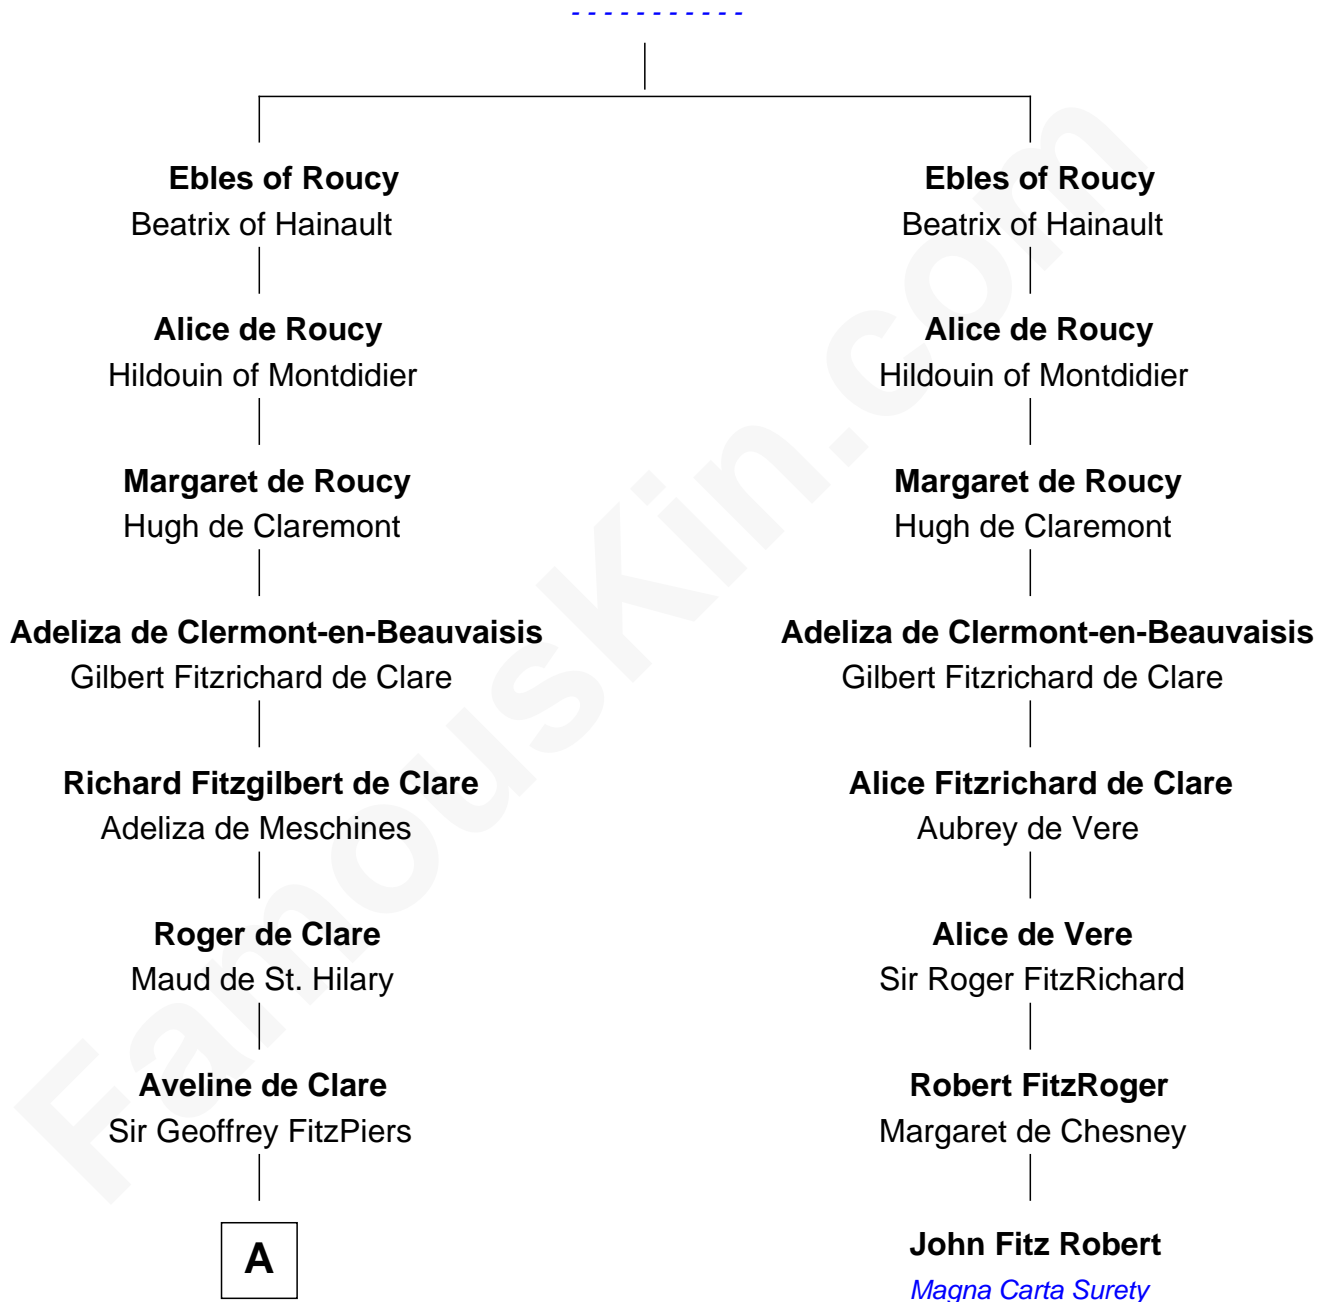 - - - - - - - - - - -
Ebles of Roucy
Beatrix of Hainault
Alice de Roucy
Hildouin of Montdidier
Margaret de Roucy
Hugh de Claremont
Adeliza de Clermont-en-Beauvaisis
Gilbert Fitzrichard de Clare
Richard Fitzgilbert de Clare
Adeliza de Meschines
Roger de Clare
Maud de St. Hilary
Aveline de Clare
Sir Geoffrey FitzPiers
A
Ebles of Roucy
Beatrix of Hainault
Alice de Roucy
Hildouin of Montdidier
Margaret de Roucy
Hugh de Claremont
Adeliza de Clermont-en-Beauvaisis
Gilbert Fitzrichard de Clare
Alice Fitzrichard de Clare
Aubrey de Vere
Alice de Vere
Sir Roger FitzRichard
Robert FitzRoger
Margaret de Chesney
John Fitz Robert
Magna Carta Surety
FamousKin.com